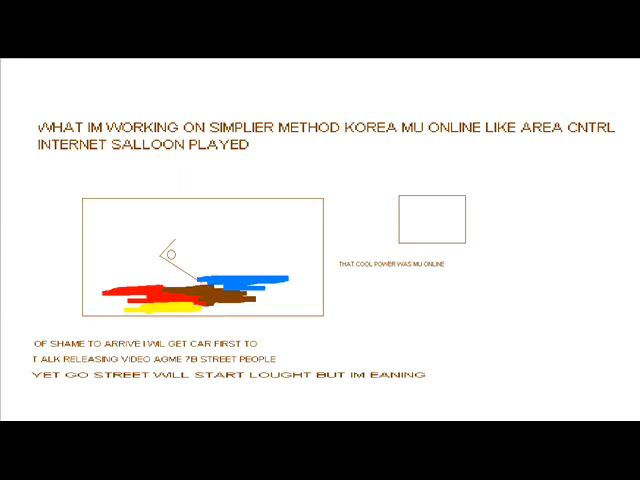 WHAT IM WORKING ON SIMPLIER METHOD KOREA MU ONLINE LIKE AREA CNTRL
INTERNET SALLOON PLAYED
THAT COOL POWER WAS MU ONLINE
OF SHAME TO ARRIVE I WIL GET CAR FIRST TO
T ALK RELEASING VIDEO AGME 7B STREET PEOPLE
YET GO STREET WILL START LOUGHT BUT IM EANING